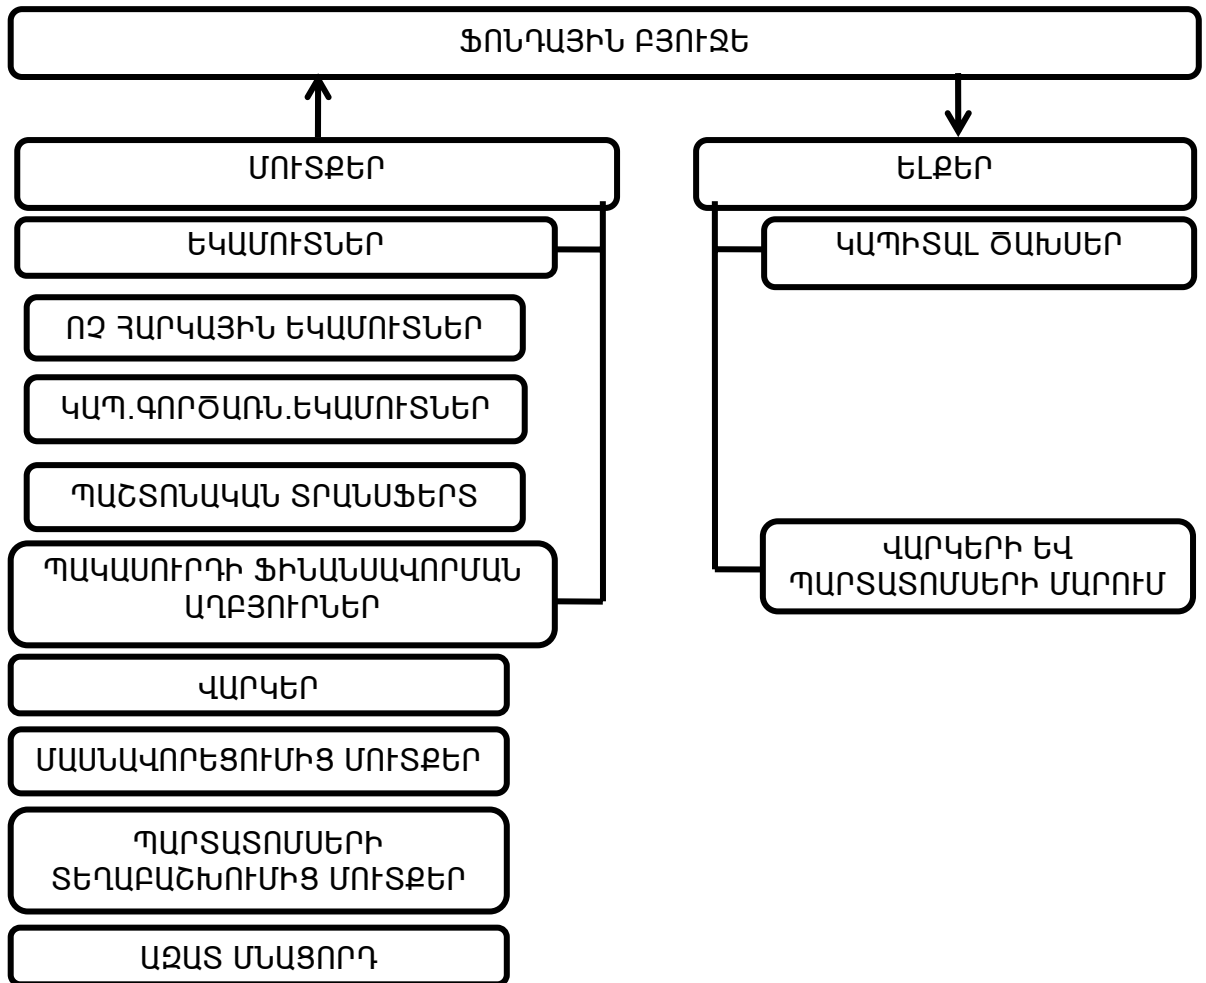 ՖՈՆԴԱՅԻՆ ԲՅՈՒՋԵ
ՄՈՒՏՔԵՐ
ԵԼՔԵՐ
ԵԿԱՄՈՒՏՆԵՐ
ԿԱՊԻՏԱԼ ԾԱԽՍԵՐ
ՈՉ ՀԱՐԿԱՅԻՆ ԵԿԱՄՈՒՏՆԵՐ
ԿԱՊ.ԳՈՐԾԱՌՆ.ԵԿԱՄՈՒՏՆԵՐ
ՊԱՇՏՈՆԱԿԱՆ ՏՐԱՆՍՖԵՐՏ
ՊԱԿԱՍՈՒՐԴԻ ՖԻՆԱՆՍԱՎՈՐՄԱՆ
ԱՂԲՅՈՒՐՆԵՐ
ՎԱՐԿԵՐԻ ԵՎ
ՊԱՐՏԱՏՈՄՍԵՐԻ ՄԱՐՈՒՄ
ՎԱՐԿԵՐ
ՄԱՍՆԱՎՈՐԵՑՈՒՄԻՑ ՄՈՒՏՔԵՐ
ՊԱՐՏԱՏՈՄՍԵՐԻ
ՏԵՂԱԲԱՇԽՈՒՄԻՑ ՄՈՒՏՔԵՐ
ԱԶԱՏ ՄՆԱՑՈՐԴ